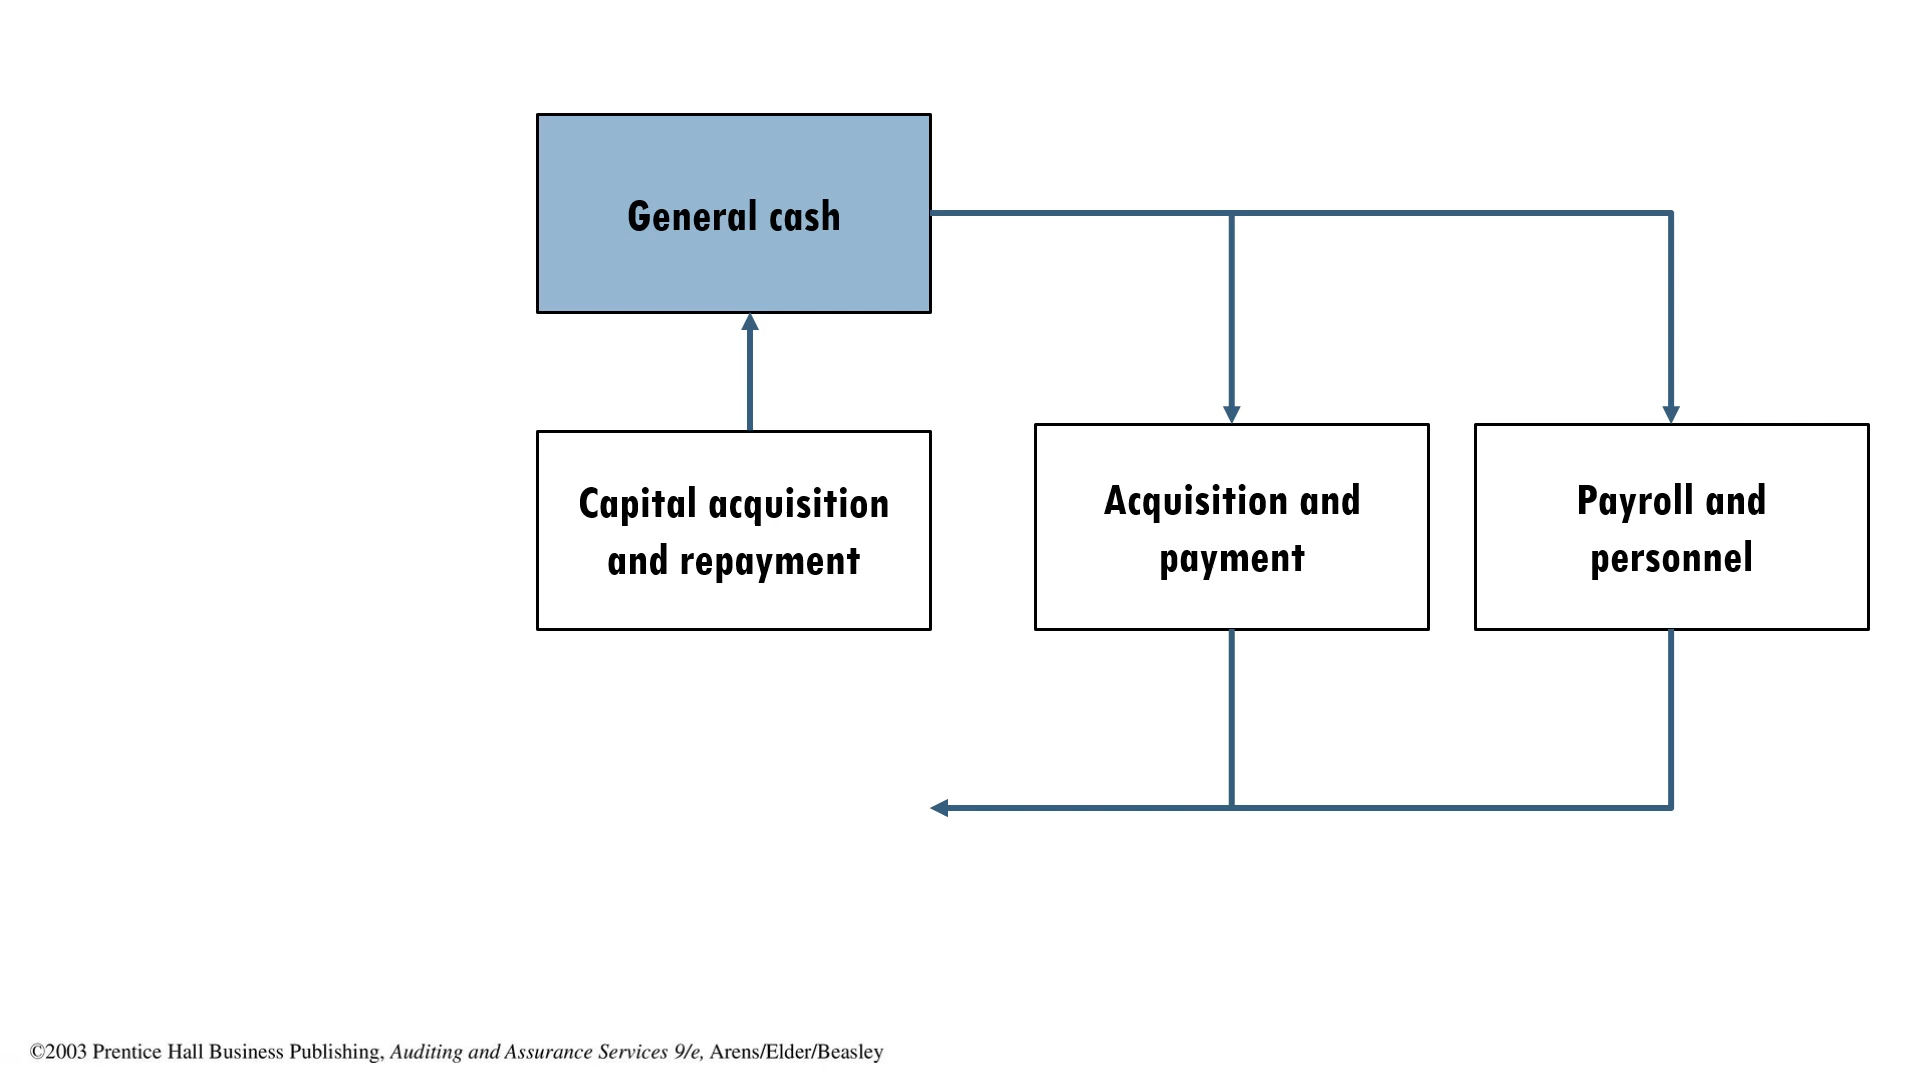 General cash
Capital acquisition
and repayment
Acquisition and
payment
Payroll and
personnel
©2003 Prentice Hall Business Publishing, Auditing and Assurance Services 9/e, Arens/Elder/Beasley